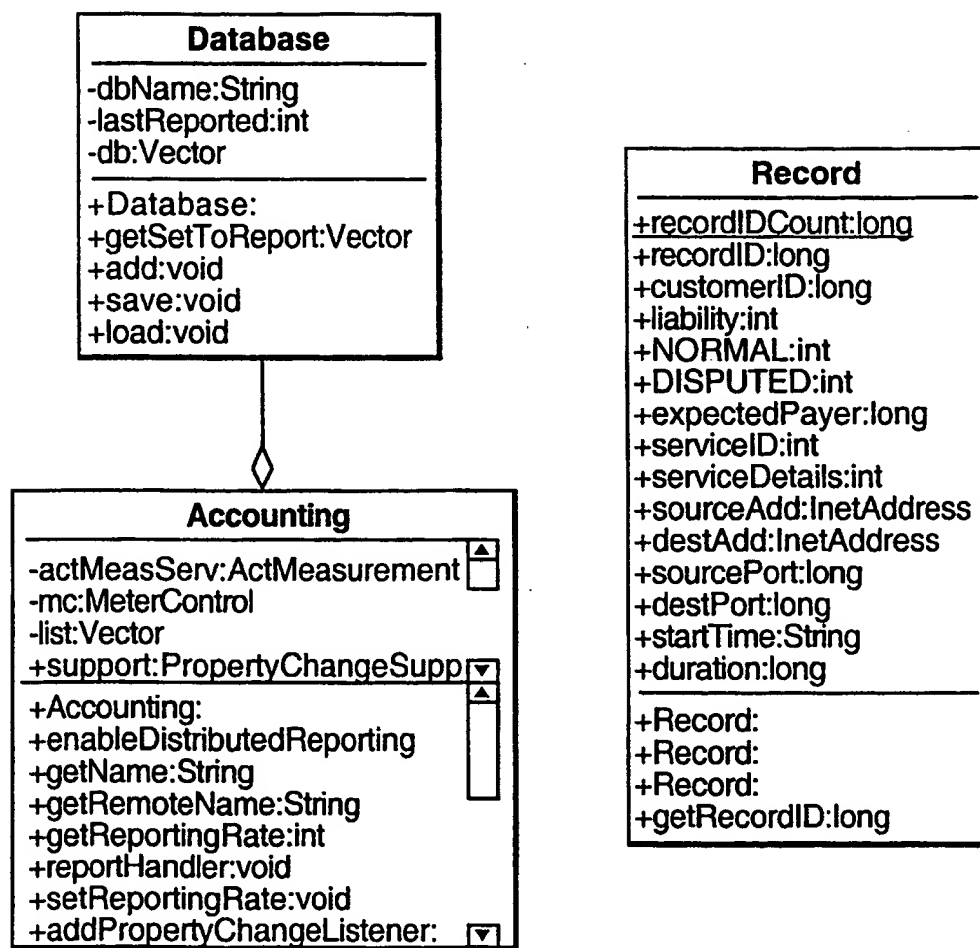 Database
-dbName:String
-lastReported:int
-db:Vector
+Database:
+getSetToReport:Vector
+add:void
+save:void
+load:void
Accounting
-actMeasServ:ActMeasurement
-mc:MeterControl
-list:Vector
+support:PropertyChangeSupp
+Accounting:
+enableDistributedReporting
+getName:String
+getRemoteName:String
+getReportingRate:int
+reportHandler:void
+setReportingRate:void
+addPropertyChangeListener:
Record
+recordIDCount:long
+recordID:long
+customerID:long
+liability:int
+NORMAL:int
+DISPUTED:int
+expectedPayer:long
+serviceID:int
+serviceDetails:int
+sourceAdd:InetAddress
+destAdd:InetAddress
+sourcePort:long
+destPort:long
+startTime:String
+duration:long
+Record:
+Record:
+Record:
+getRecordID:long